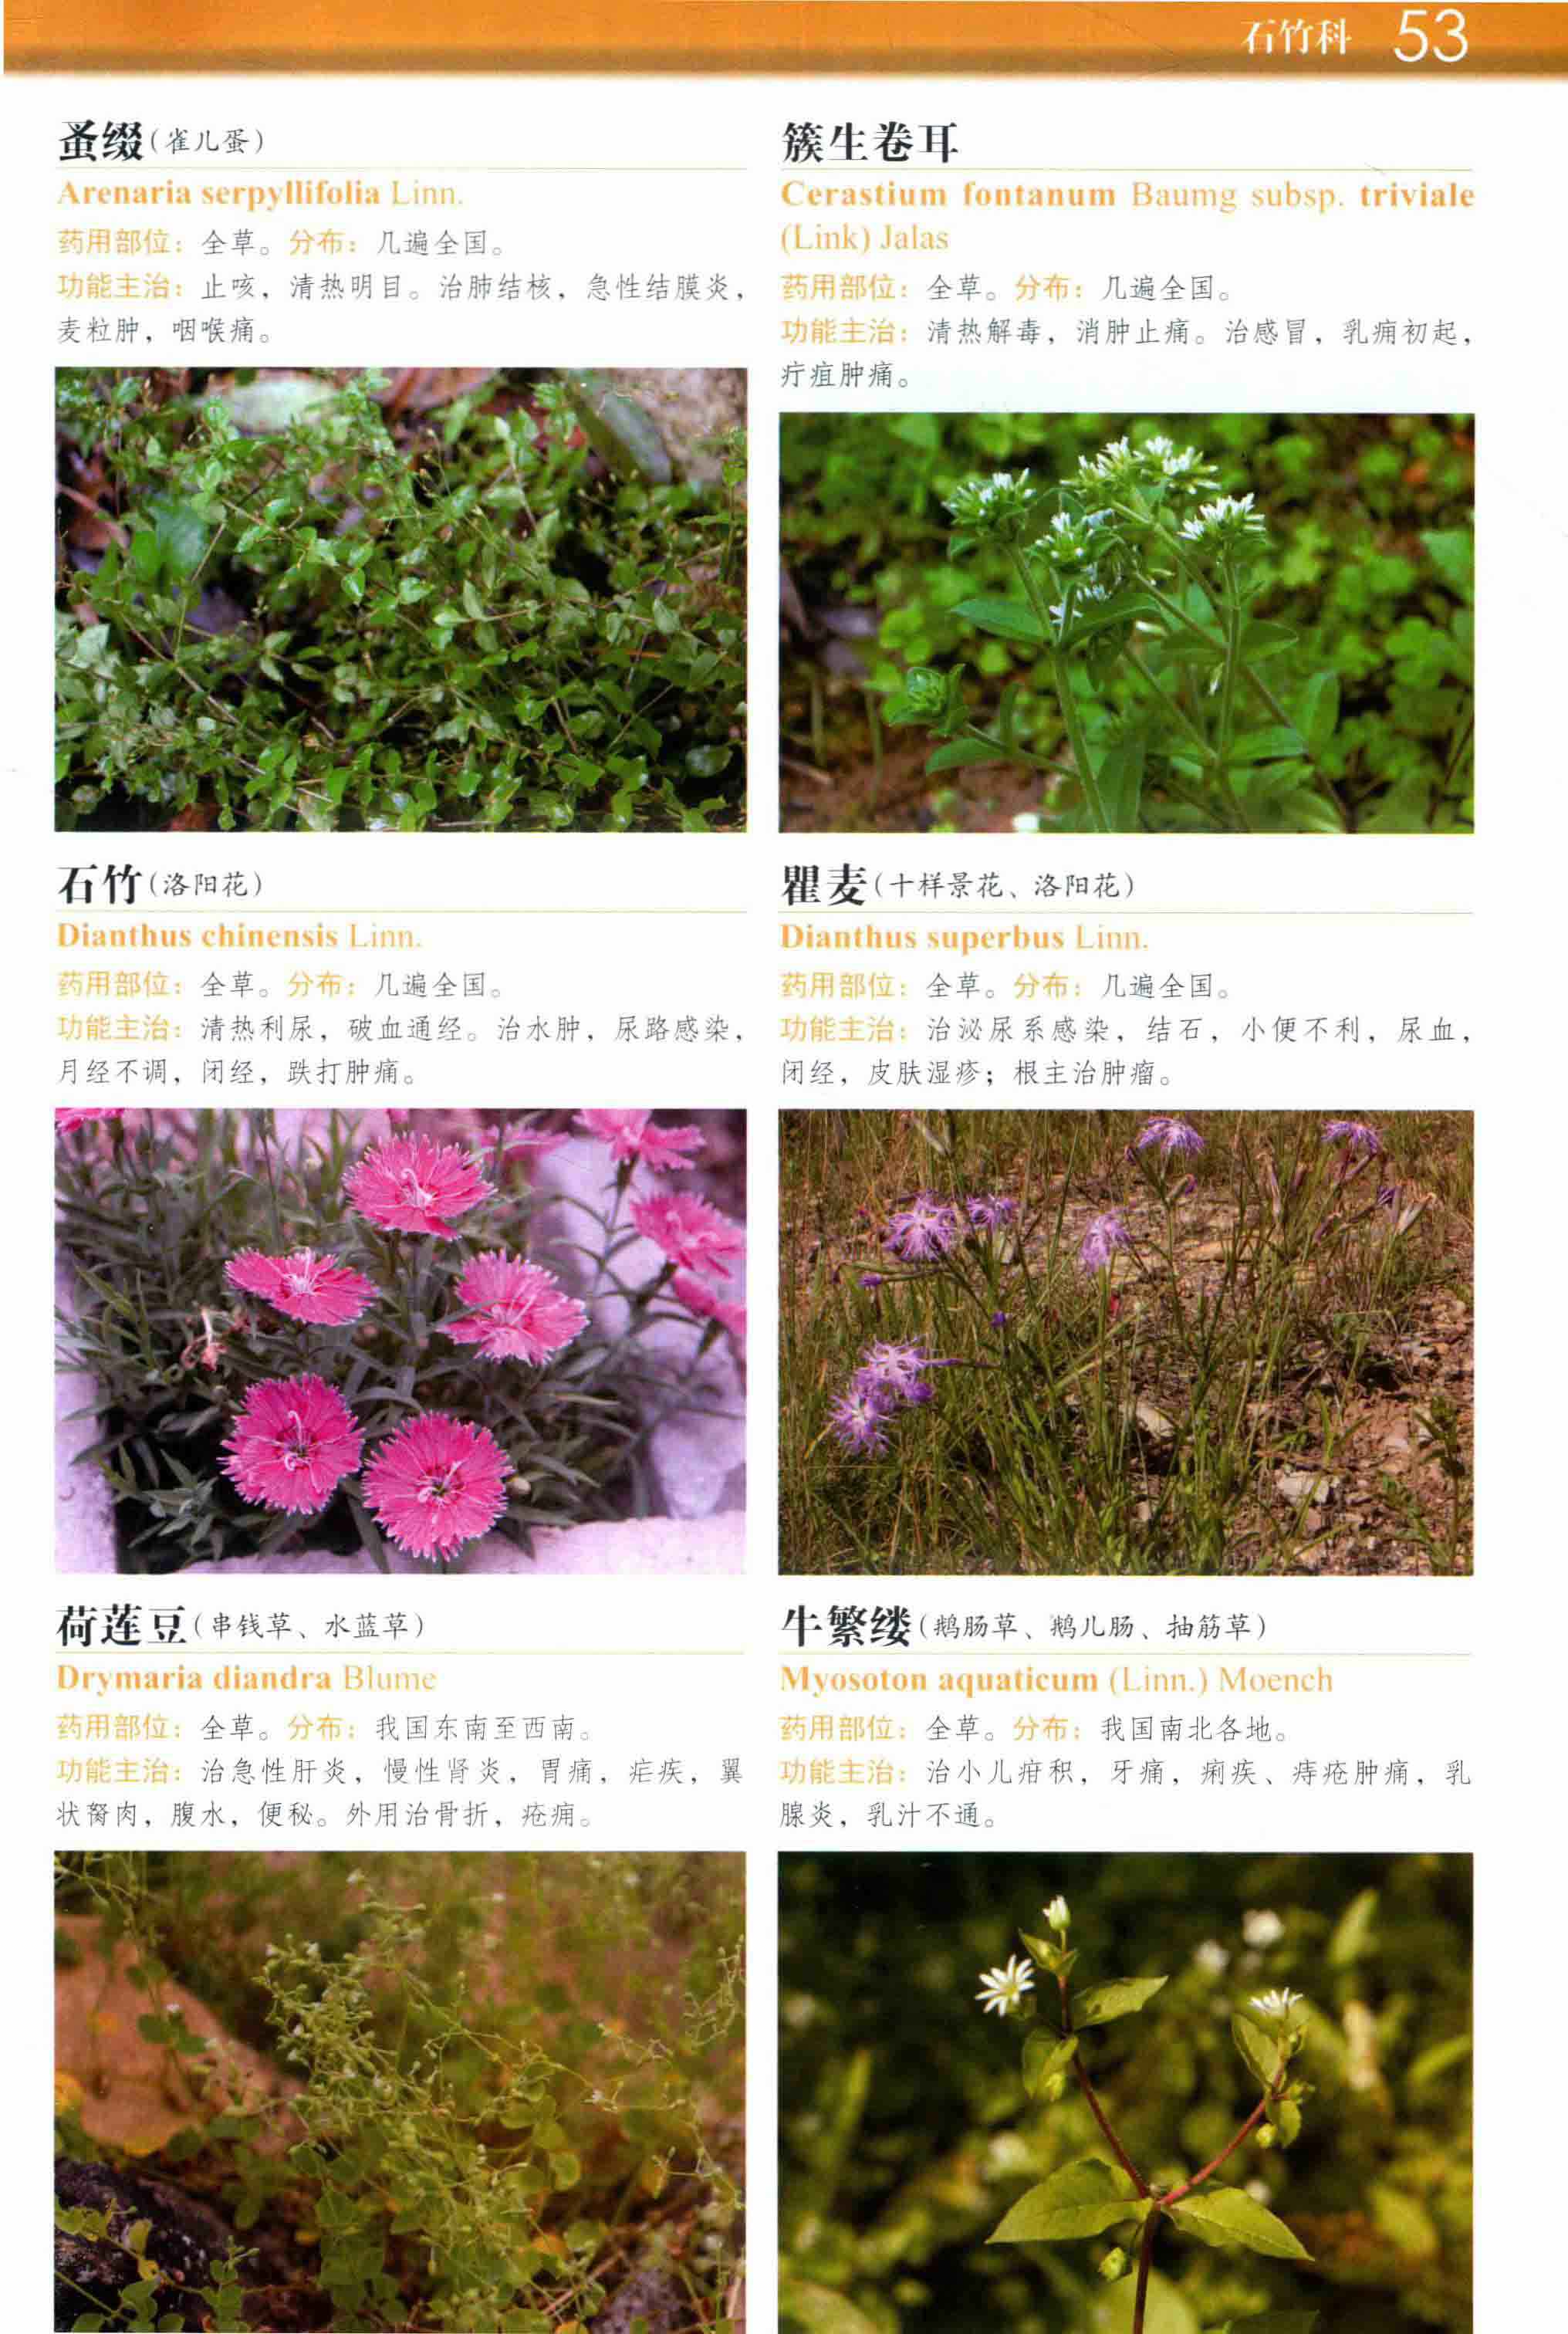 石竹科 53
蚤缀(雀儿蛋)
Arenaria serpyllifolia Linn.
药用部位：全草。分布：几遍全国。
功能主治：止咳，清热明目。治肺结核，急性结膜炎，
麦粒肿，咽喉痛。
簇生卷耳
Cerastium fontanum Baumg subsp. triviale
(Link) Jalas
药用部位：全草。分布：几遍全国。
功能主治：清热解毒，消肿止痛。治感冒，乳痈初起，
疔疽肿痛。
石竹(洛阳花)
Dianthus chinensis Linn.
药用部位：全草。分布：几遍全国。
功能主治：清热利尿，破血通经。治水肿，尿路感染，
月经不调，闭经，跌打肿痛。
瞿麦(十样景花、洛阳花)
Dianthus superbus Linn.
药用部位：全草。分布：几遍全国。
功能主治：治泌尿系感染，结石，小便不利，尿血，
闭经，皮肤湿疹；根主治肿瘤。
荷莲豆(串钱草、水蓝草)
Drymaria diandra Blume
药用部位：全草。分布：我国东南至西南。
功能主治：治急性肝炎，慢性肾炎，胃痛，疟疾，翼
状胬肉，腹水，便秘。外用治骨折，疮痈。
牛繁缕(鹅肠草、鹅儿肠、抽筋草)
Myosoton aquaticum (Linn.) Moench
药用部位：全草。分布：我国南北各地。
功能主治：治小儿疳积，牙痛，痢疾、痔疮肿痛，乳
腺炎，乳汁不通。